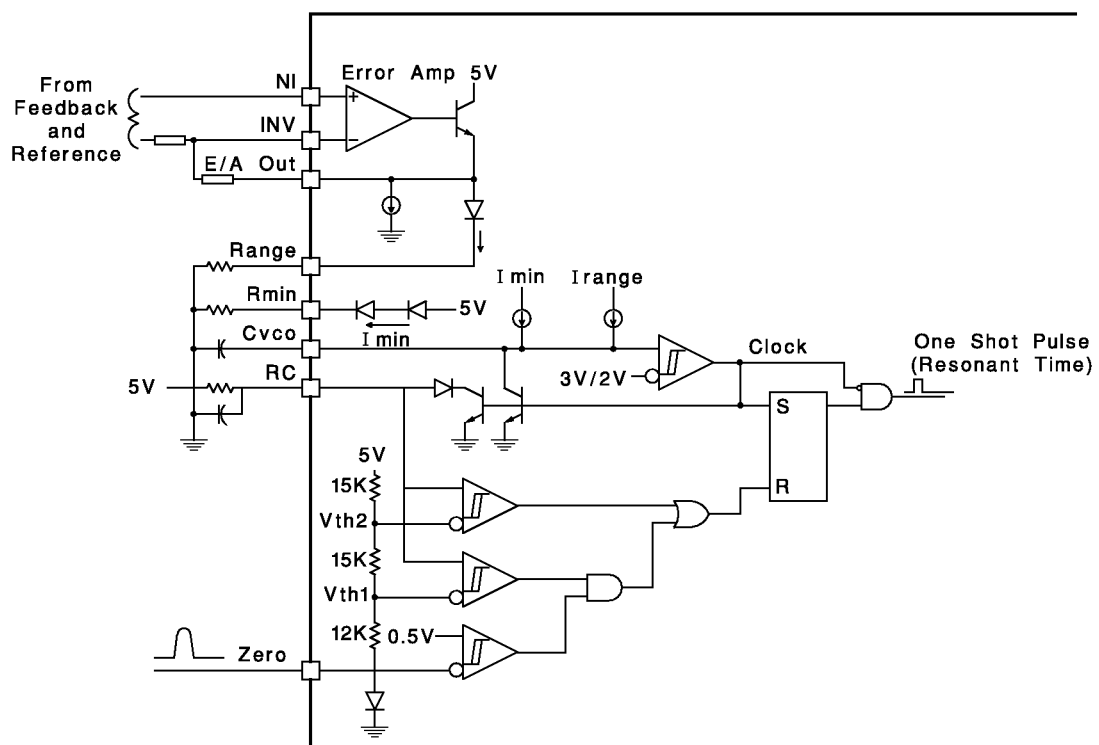 Error Amp 5V
NI
From
Feedback
and
Reference
INV
E/A Out
Range
I min
I range
Rmin
5V
I min
Cvco
Clock
One Shot Pulse
(Resonant Time)
3V/2V
RC
5V
S
R
5V
15K
Vth2
15K
Vth1
12K
0.5V
Zero